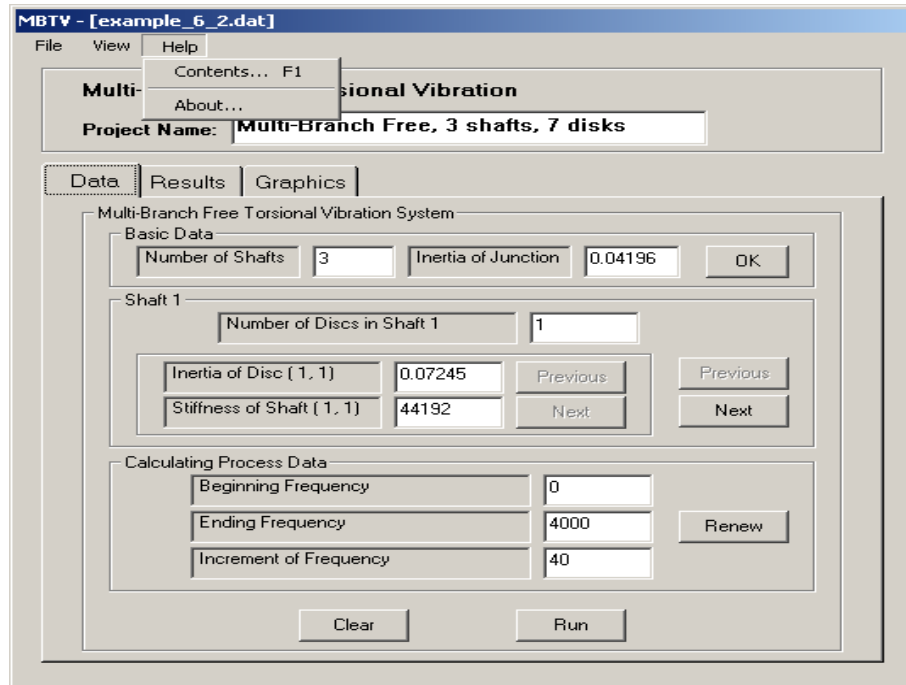 MBTV - [example_6_2.dat]
File View Help
Contents... F1
About...
Multi- sional Vibration
Project Name: Multi-Branch Free, 3 shafts, 7 disks
Data Results Graphics
Multi-Branch Free Torsional Vibration System
Basic Data
Number of Shafts 3 Inertia of Junction 0.04196 OK
Shaft 1
Number of Discs in Shaft 1 1
Inertia of Disc ( 1, 1) 0.07245 Previous Previous
Stiffness of Shaft ( 1, 1) 44192 Next Next
Calculating Process Data
Beginning Frequency 0
Ending Frequency 4000 Renew
Increment of Frequency 40
Clear Run